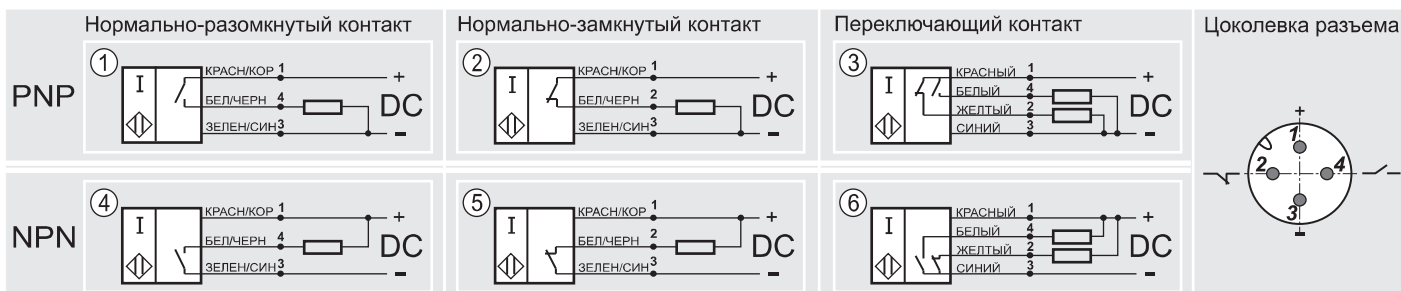 Нормально-разомкнутый контакт
Нормально-замкнутый контакт
Переключающий контакт
Цоколевка разъема
PNP
1
I
КРАСН/КОР 1
БЕЛ/ЧЕРН 4
ЗЕЛЕН/СИН 3
+
DC
-
2
I
КРАСН/КОР 1
БЕЛ/ЧЕРН 2
ЗЕЛЕН/СИН 3
+
DC
-
3
I
КРАСНЫЙ 1
БЕЛЫЙ 4
ЖЕЛТЫЙ 2
СИНИЙ 3
+
DC
-
NPN
4
I
КРАСН/КОР 1
БЕЛ/ЧЕРН 4
ЗЕЛЕН/СИН 3
+
DC
-
5
I
КРАСН/КОР 1
БЕЛ/ЧЕРН 2
ЗЕЛЕН/СИН 3
+
DC
-
6
I
КРАСНЫЙ 1
БЕЛЫЙ 4
ЖЕЛТЫЙ 2
СИНИЙ 3
+
DC
-
+
1
2
4
3
-